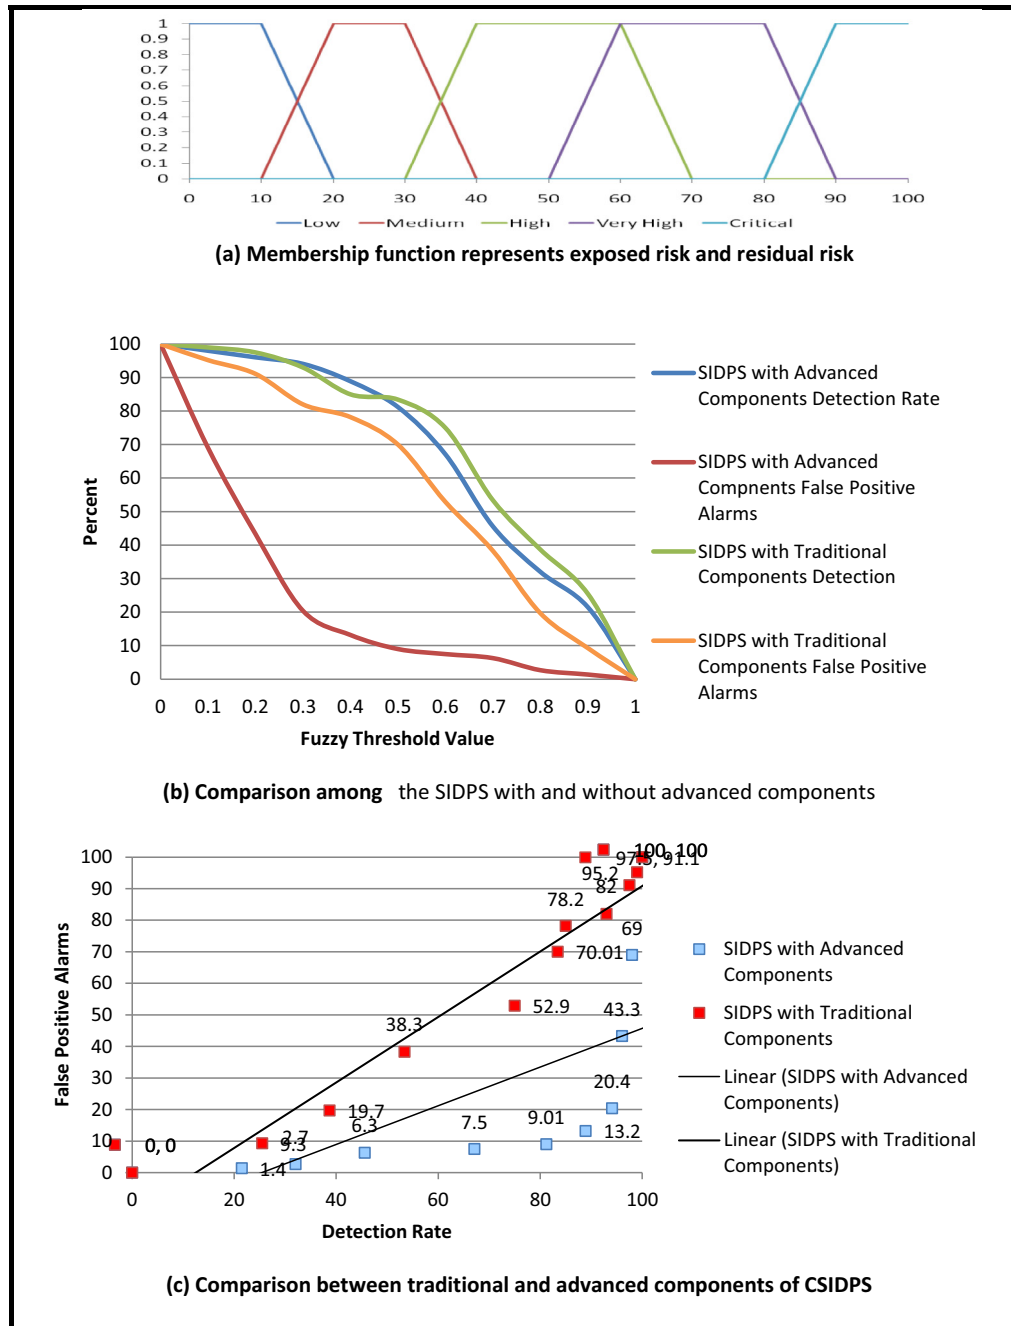 1
0.9
0.8
0.7
0.6
0.5
0.4
0.3
0.2
0.1
0
0 10 20 30 40 50 60 70 80 90 100
Low Medium High Very High Critical
(a) Membership function represents exposed risk and residual risk
100
90
80
70
60
50
40
30
20
10
0
Percent
0 0.1 0.2 0.3 0.4 0.5 0.6 0.7 0.8 0.9 1
Fuzzy Threshold Value
SIDPS with Advanced
Components Detection Rate
SIDPS with Advanced
Compnents False Positive
Alarms
SIDPS with Traditional
Components Detection
SIDPS with Traditional
Components False Positive
Alarms
(b) Comparison among the SIDPS with and without advanced components
100
90
80
70
60
50
40
30
20
10
0
False Positive Alarms
100, 100
97.5, 91.1
95.2
82
78.2
69
70.01
52.9
43.3
38.3
20.4
19.7
13.2
9.01
7.5
6.3
2.7
9.3
1.4
0, 0
0 20 40 60 80 100
Detection Rate
SIDPS with Advanced
Components
SIDPS with Traditional
Components
Linear (SIDPS with Advanced
Components)
Linear (SIDPS with Traditional
Components)
(c) Comparison between traditional and advanced components of CSIDPS